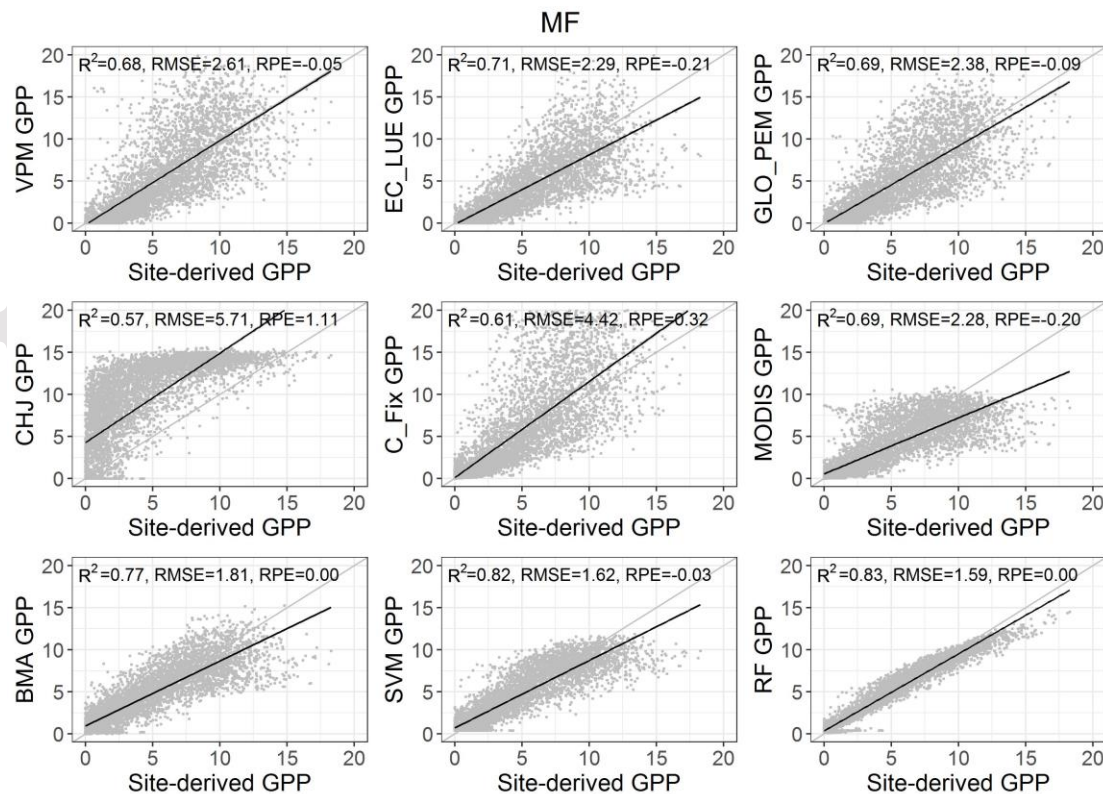 MF
R²=0.68, RMSE=2.61, RPE=-0.05
VPM GPP
20
15
10
5
0
0 5 10 15 20
Site-derived GPP
R²=0.71, RMSE=2.29, RPE=-0.21
EC_LUE GPP
20
15
10
5
0
0 5 10 15 20
Site-derived GPP
R²=0.69, RMSE=2.38, RPE=-0.09
GLO_PEM GPP
20
15
10
5
0
0 5 10 15 20
Site-derived GPP
R²=0.57, RMSE=5.71, RPE=1.11
CHJ GPP
20
15
10
5
0
0 5 10 15 20
Site-derived GPP
R²=0.61, RMSE=4.42, RPE=0.32
C_Fix GPP
20
15
10
5
0
0 5 10 15 20
Site-derived GPP
R²=0.69, RMSE=2.28, RPE=-0.20
MODIS GPP
20
15
10
5
0
0 5 10 15 20
Site-derived GPP
R²=0.77, RMSE=1.81, RPE=0.00
BMA GPP
20
15
10
5
0
0 5 10 15 20
Site-derived GPP
R²=0.82, RMSE=1.62, RPE=-0.03
SVM GPP
20
15
10
5
0
0 5 10 15 20
Site-derived GPP
R²=0.83, RMSE=1.59, RPE=0.00
RF GPP
20
15
10
5
0
0 5 10 15 20
Site-derived GPP